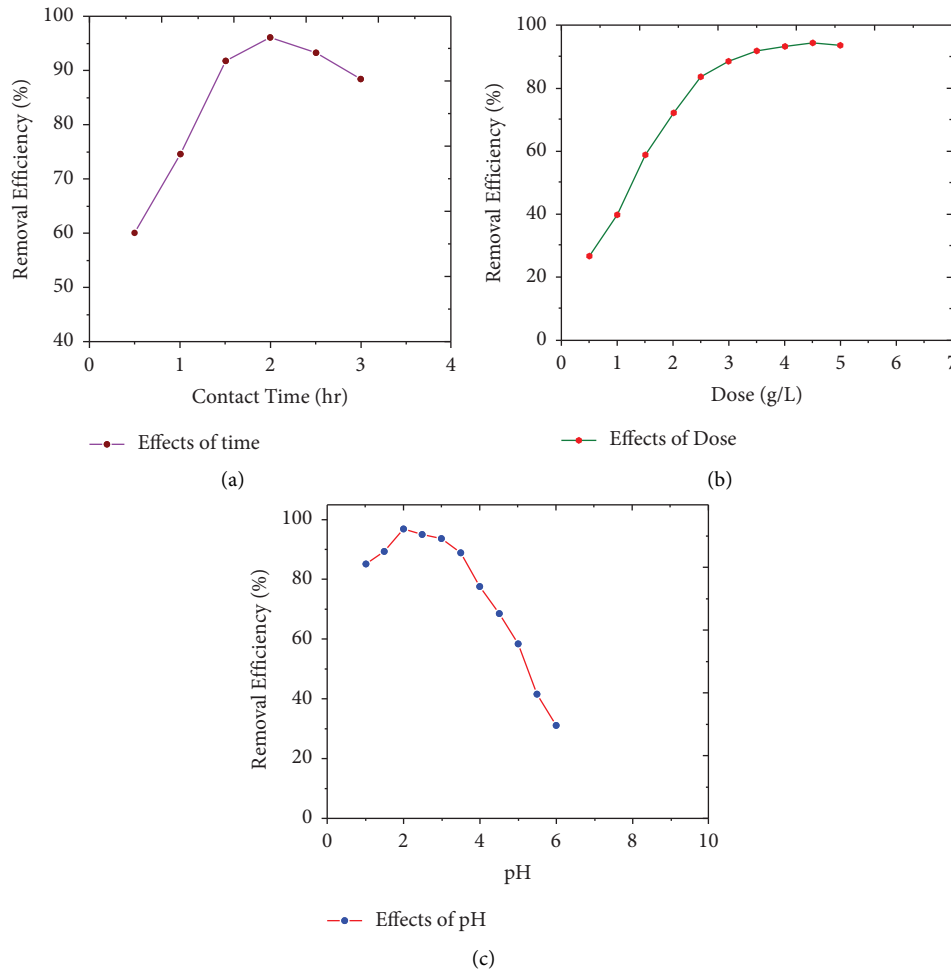 100
90
80
70
60
50
40
Removal Efficiency (%)
0 1 2 3 4
Contact Time (hr)
Effects of time
(a)
100
80
60
40
20
0
Removal Efficiency (%)
0 1 2 3 4 5 6 7
Dose (g/L)
Effects of Dose
(b)
100
80
60
40
20
0
Removal Efficiency (%)
0 2 4 6 8 10
pH
Effects of pH
(c)